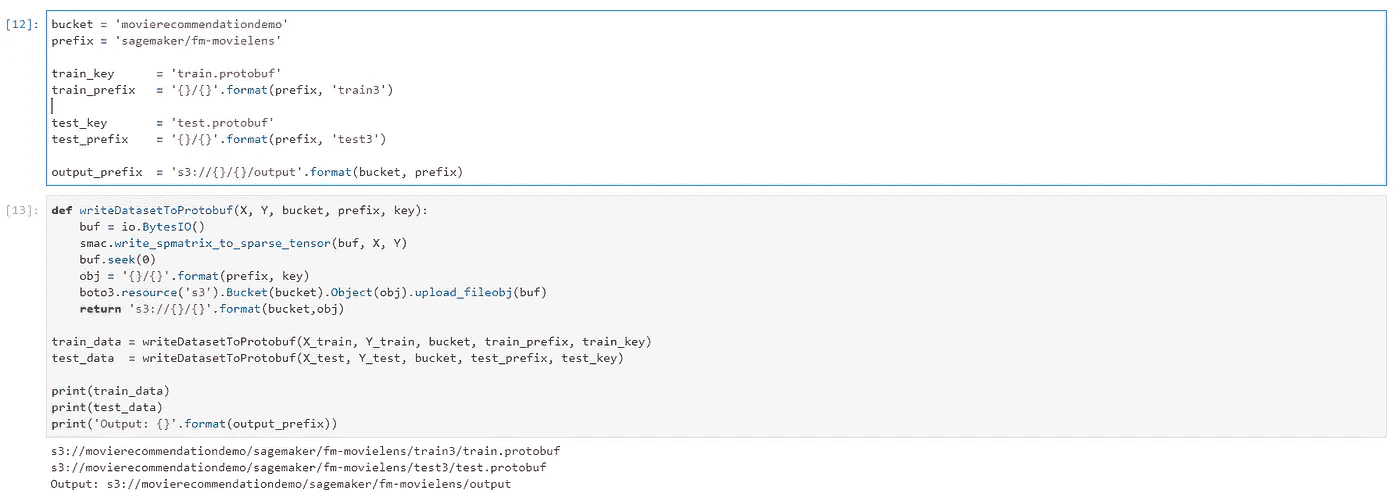 [12]: bucket = 'movierecommendationdemo'
prefix = 'sagemaker/fm-movielens'
train_key      = 'train.protobuf'
train_prefix   = '{}/{}'.format(prefix, 'train3')
test_key       = 'test.protobuf'
test_prefix    = '{}/{}'.format(prefix, 'test3')
output_prefix  = 's3://{}/{}/output'.format(bucket, prefix)
[13]: def writeDatasetToProtobuf(X, Y, bucket, prefix, key):
    buf = io.BytesIO()
    smac.write_spmatrix_to_sparse_tensor(buf, X, Y)
    buf.seek(0)
    obj = '{}/{}'.format(prefix, key)
    boto3.resource('s3').Bucket(bucket).Object(obj).upload_fileobj(buf)
    return 's3://{}/{}'.format(bucket,obj)
train_data = writeDatasetToProtobuf(X_train, Y_train, bucket, train_prefix, train_key)
test_data  = writeDatasetToProtobuf(X_test, Y_test, bucket, test_prefix, test_key)
print(train_data)
print(test_data)
print('Output: {}'.format(output_prefix))
s3://movierecommendationdemo/sagemaker/fm-movielens/train3/train.protobuf
s3://movierecommendationdemo/sagemaker/fm-movielens/test3/test.protobuf
Output: s3://movierecommendationdemo/sagemaker/fm-movielens/output